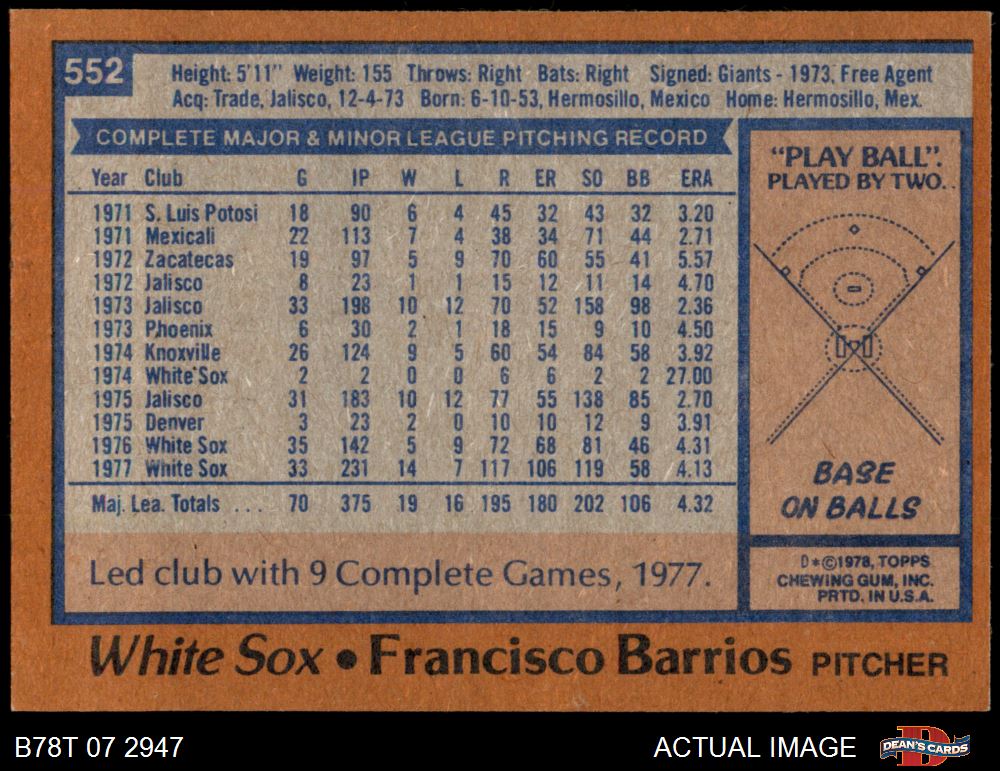 552
Height: 5'11" Weight: 155 Throws: Right Bats: Right Signed: Giants - 1973, Free Agent
Acq: Trade, Jalisco, 12-4-73 Born: 6-10-53, Hermosillo, Mexico Home: Hermosillo, Mex.
COMPLETE MAJOR & MINOR LEAGUE PITCHING RECORD
Year Club G IP W L R ER SO BB ERA
1971 S. Luis Potosi 18 90 6 4 45 32 43 32 3.20
1971 Mexicali 22 113 7 4 38 34 71 44 2.71
1972 Zacatecas 19 97 5 9 70 60 55 41 5.57
1972 Jalisco 8 23 1 1 15 12 11 14 4.70
1973 Jalisco 33 198 10 12 70 52 158 98 2.36
1973 Phoenix 6 30 2 1 18 15 9 10 4.50
1974 Knoxville 26 124 9 5 60 54 84 58 3.92
1974 White Sox 2 2 0 0 6 6 2 2 27.00
1975 Jalisco 31 183 10 12 77 55 138 85 2.70
1975 Denver 3 23 2 0 10 10 12 9 3.91
1976 White Sox 35 142 5 9 72 68 81 46 4.31
1977 White Sox 33 231 14 7 117 106 119 58 4.13
Maj. Lea. Totals ... 70 375 19 16 195 180 202 106 4.32
Led club with 9 Complete Games, 1977.
"PLAY BALL".
PLAYED BY TWO..
BASE
ON BALLS
D*©1978, TOPPS
CHEWING GUM, INC.
PRTD. IN U.S.A.
White Sox • Francisco Barrios PITCHER
B78T 07 2947
ACTUAL IMAGE
D
DEAN'S CARDS